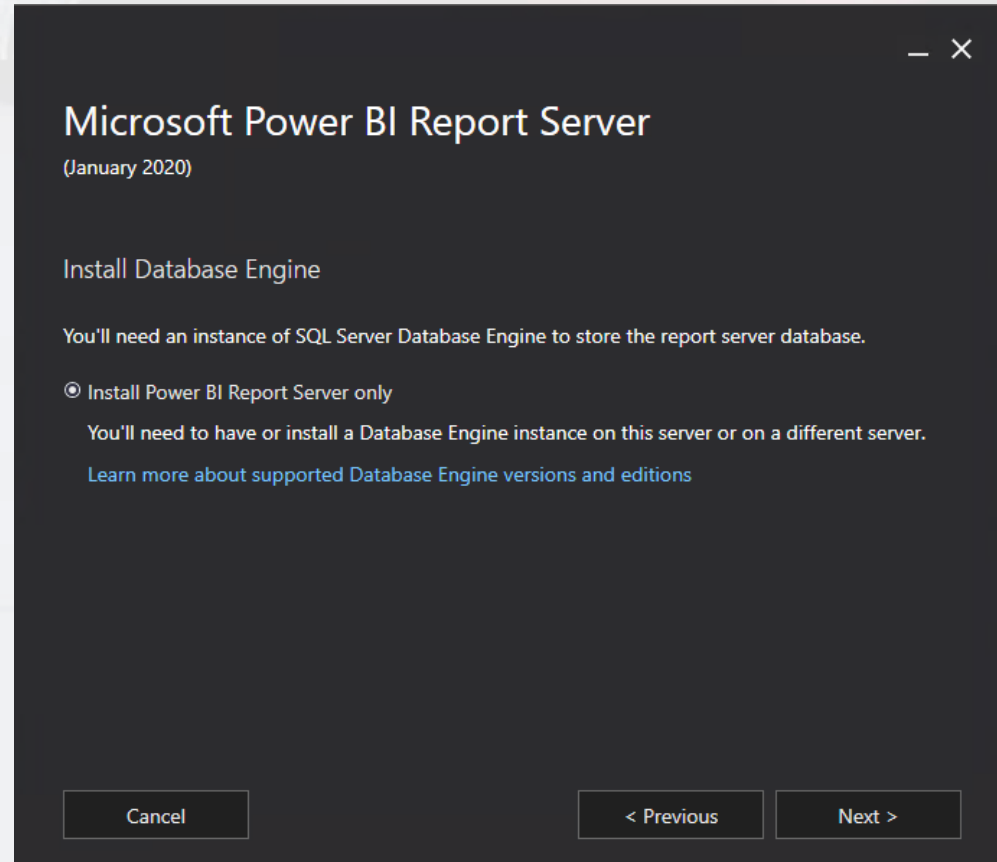 Microsoft Power BI Report Server
(January 2020)
Install Database Engine
You'll need an instance of SQL Server Database Engine to store the report server database.
Install Power BI Report Server only
You'll need to have or install a Database Engine instance on this server or on a different server.
Learn more about supported Database Engine versions and editions
Cancel
< Previous
Next >